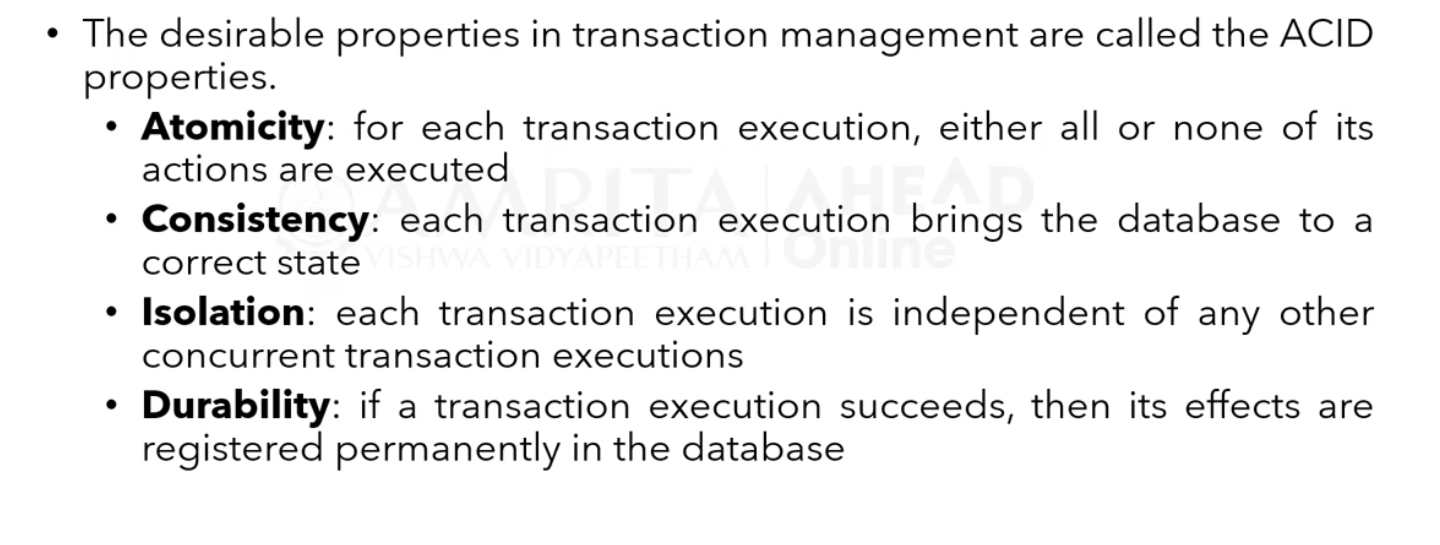 • The desirable properties in transaction management are called the ACID
properties.
• Atomicity: for each transaction execution, either all or none of its
actions are executed
• Consistency: each transaction execution brings the database to a
correct state
• Isolation: each transaction execution is independent of any other
concurrent transaction executions
• Durability: if a transaction execution succeeds, then its effects are
registered permanently in the database
AMRITA AHEAD
VISHWA VIDYAPEETHAM Online